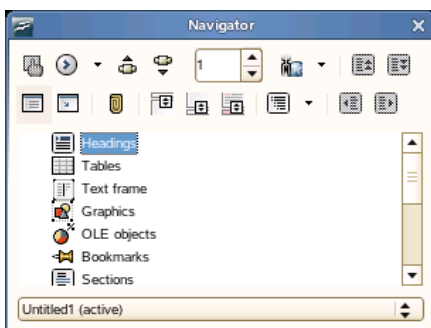 Navigator
1
Headings
Tables
Text frame
Graphics
OLE objects
Bookmarks
Sections
Untitled1 (active)